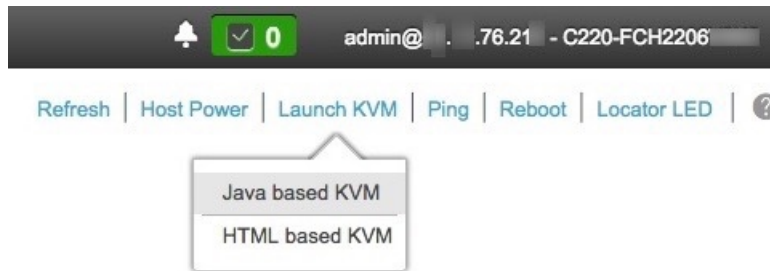 0 admin@ . .76.21 - C220-FCH2206
Refresh | Host Power | Launch KVM | Ping | Reboot | Locator LED | ?
Java based KVM
HTML based KVM